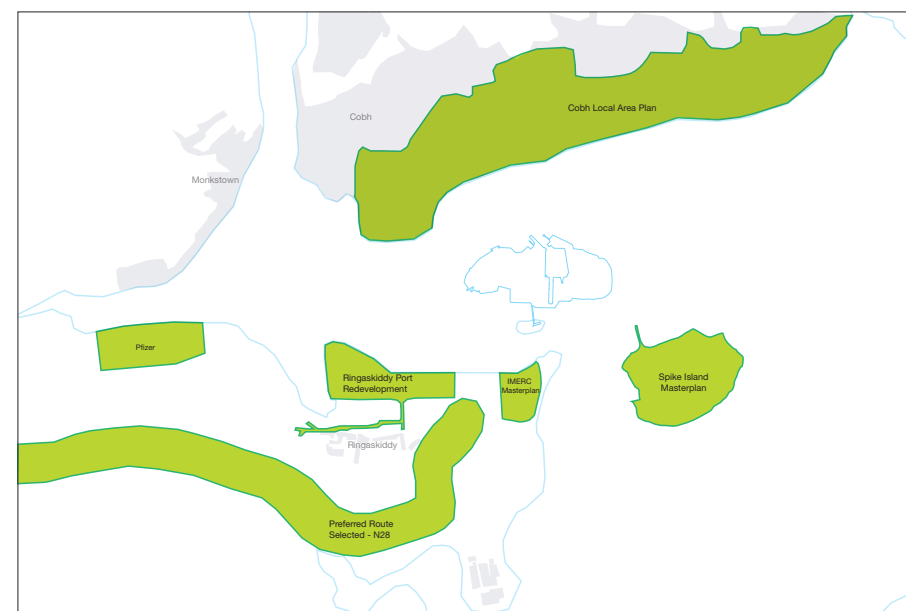 Cobh Local Area Plan
Cobh
Monkstown
Pfizer
Ringaskiddy Port
Redevelopment
IMERC
Masterplan
Spike Island
Masterplan
Ringaskiddy
Preferred Route
Selected - N28